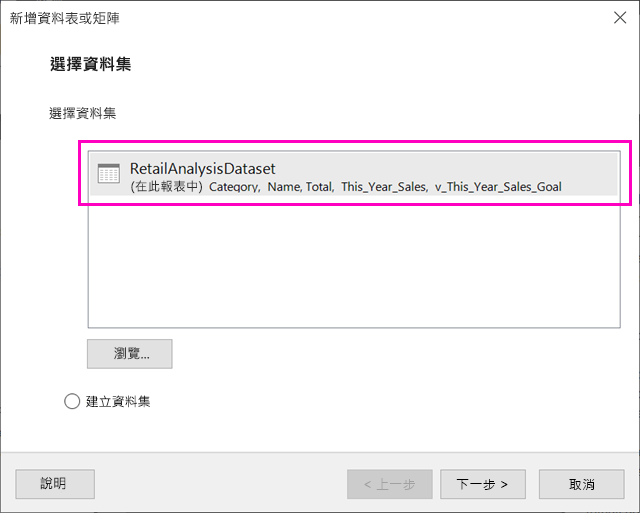 新增資料表或矩陣
選擇資料集
選擇資料集
RetailAnalysisDataset
(在此報表中) Category, Name, Total, This_Year_Sales, v_This_Year_Sales_Goal
瀏覽...
建立資料集
說明
< 上一步
下一步 >
取消